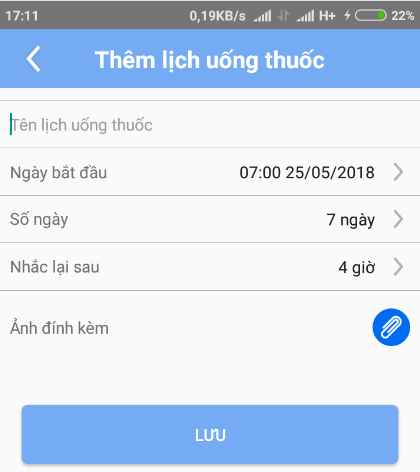 17:11 0,19KB/s H+ 22%
Thêm lịch uống thuốc
Tên lịch uống thuốc
Ngày bắt đầu 07:00 25/05/2018
Số ngày 7 ngày
Nhắc lại sau 4 giờ
Ảnh đính kèm
LƯU